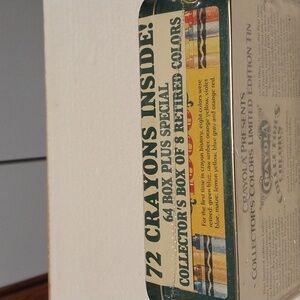 72 CRAYONS INSIDE!
64 BOX PLUS SPECIAL
COLLECTOR'S BOX OF 8 RETIRED COLORS
For the first time in crayon history, eight colors were
retired: green blue, raw umber, orange yellow, violet
blue, maize, lemon yellow, blue gray and orange red.
CRAYOLA PRESENTS
COLLECTOR'S COLORS LIMITED EDITION TIN
CRAYOLA